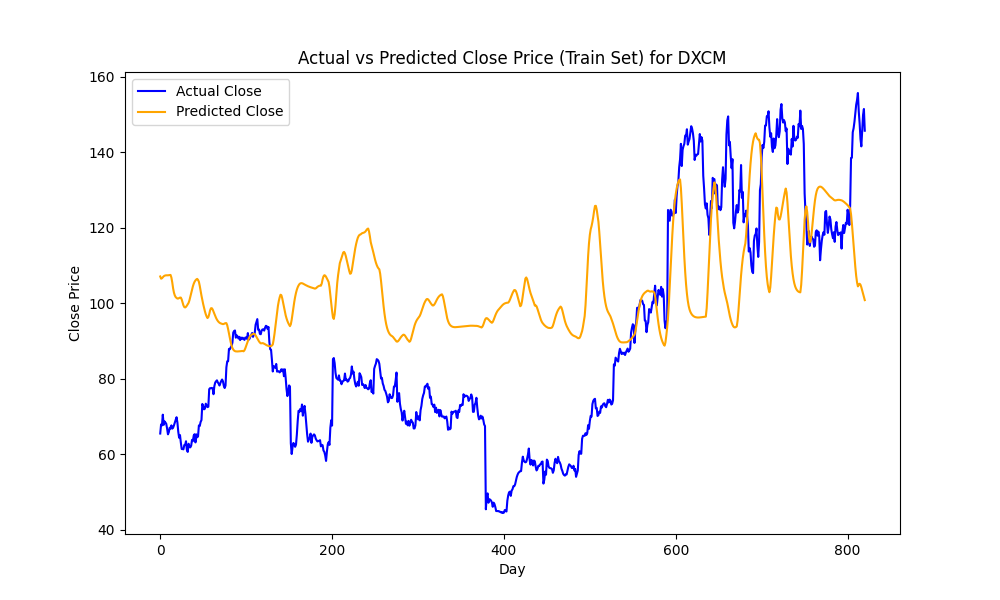 Actual vs Predicted Close Price (Train Set) for DXCM
Actual Close
Predicted Close
160
140
120
100
80
60
40
Close Price
0 200 400 600 800
Day